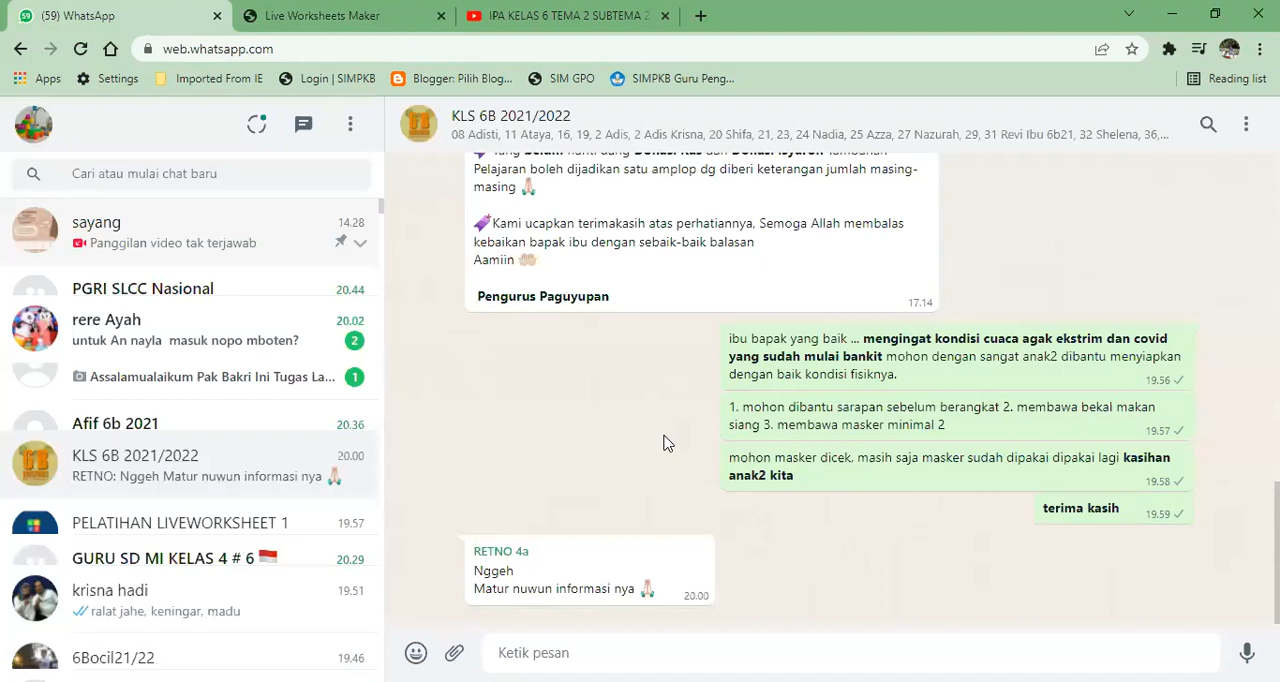 (59) WhatsApp
Live Worksheets Maker
IPA KELAS 6 TEMA 2 SUBTEMA 2
web.whatsapp.com
Apps
Settings
Imported From IE
Login | SIMPKB
Blogger: Pilih Blog...
SIM GPO
SIMPKB Guru Peng...
Reading list
KLS 6B 2021/2022
08 Adisti, 11 Ataya, 16, 19, 2 Adis, 2 Adis Krisna, 20 Shifa, 21, 23, 24 Nadia, 25 Azza, 27 Nazurah, 29, 31 Revi Ibu 6b21, 32 Shelena, 36,...
Cari atau mulai chat baru
sayang
14.28
Panggilan video tak terjawab
PGRI SLCC Nasional
20.44
rere Ayah
20.02
untuk An nayla masuk nopo mboten?
2
Assalamualaikum Pak Bakri Ini Tugas La...
1
Afif 6b 2021
20.36
KLS 6B 2021/2022
20.00
RETNO: Nggeh Matur nuwun informasi nya 🙏🏻
PELATIHAN LIVEWORKSHEET 1
19.57
GURU SD MI KELAS 4 # 6 🇮🇩
20.29
krisna hadi
19.51
ralat jahe, keningar, madu
6Bocil21/22
19.46
Yang belum nanti uang Donasi Kas dan Donasi Isyaroh Tambahan
Pelajaran boleh dijadikan satu amplop dg diberi keterangan jumlah masing-
masing 🙏🏻
Kami ucapkan terimakasih atas perhatiannya, Semoga Allah membalas
kebaikan bapak ibu dengan sebaik-baik balasan
Aamiin 🤲🏻
Pengurus Paguyupan
17.14
ibu bapak yang baik ... mengingat kondisi cuaca agak ekstrim dan covid
yang sudah mulai bankit mohon dengan sangat anak2 dibantu menyiapkan
dengan baik kondisi fisiknya.
19.56
1. mohon dibantu sarapan sebelum berangkat 2. membawa bekal makan
siang 3. membawa masker minimal 2
19.57
mohon masker dicek, masih saja masker sudah dipakai dipakai lagi kasihan
anak2 kita
19.58
terima kasih
19.59
RETNO 4a
Nggeh
Matur nuwun informasi nya 🙏🏻
20.00
Ketik pesan